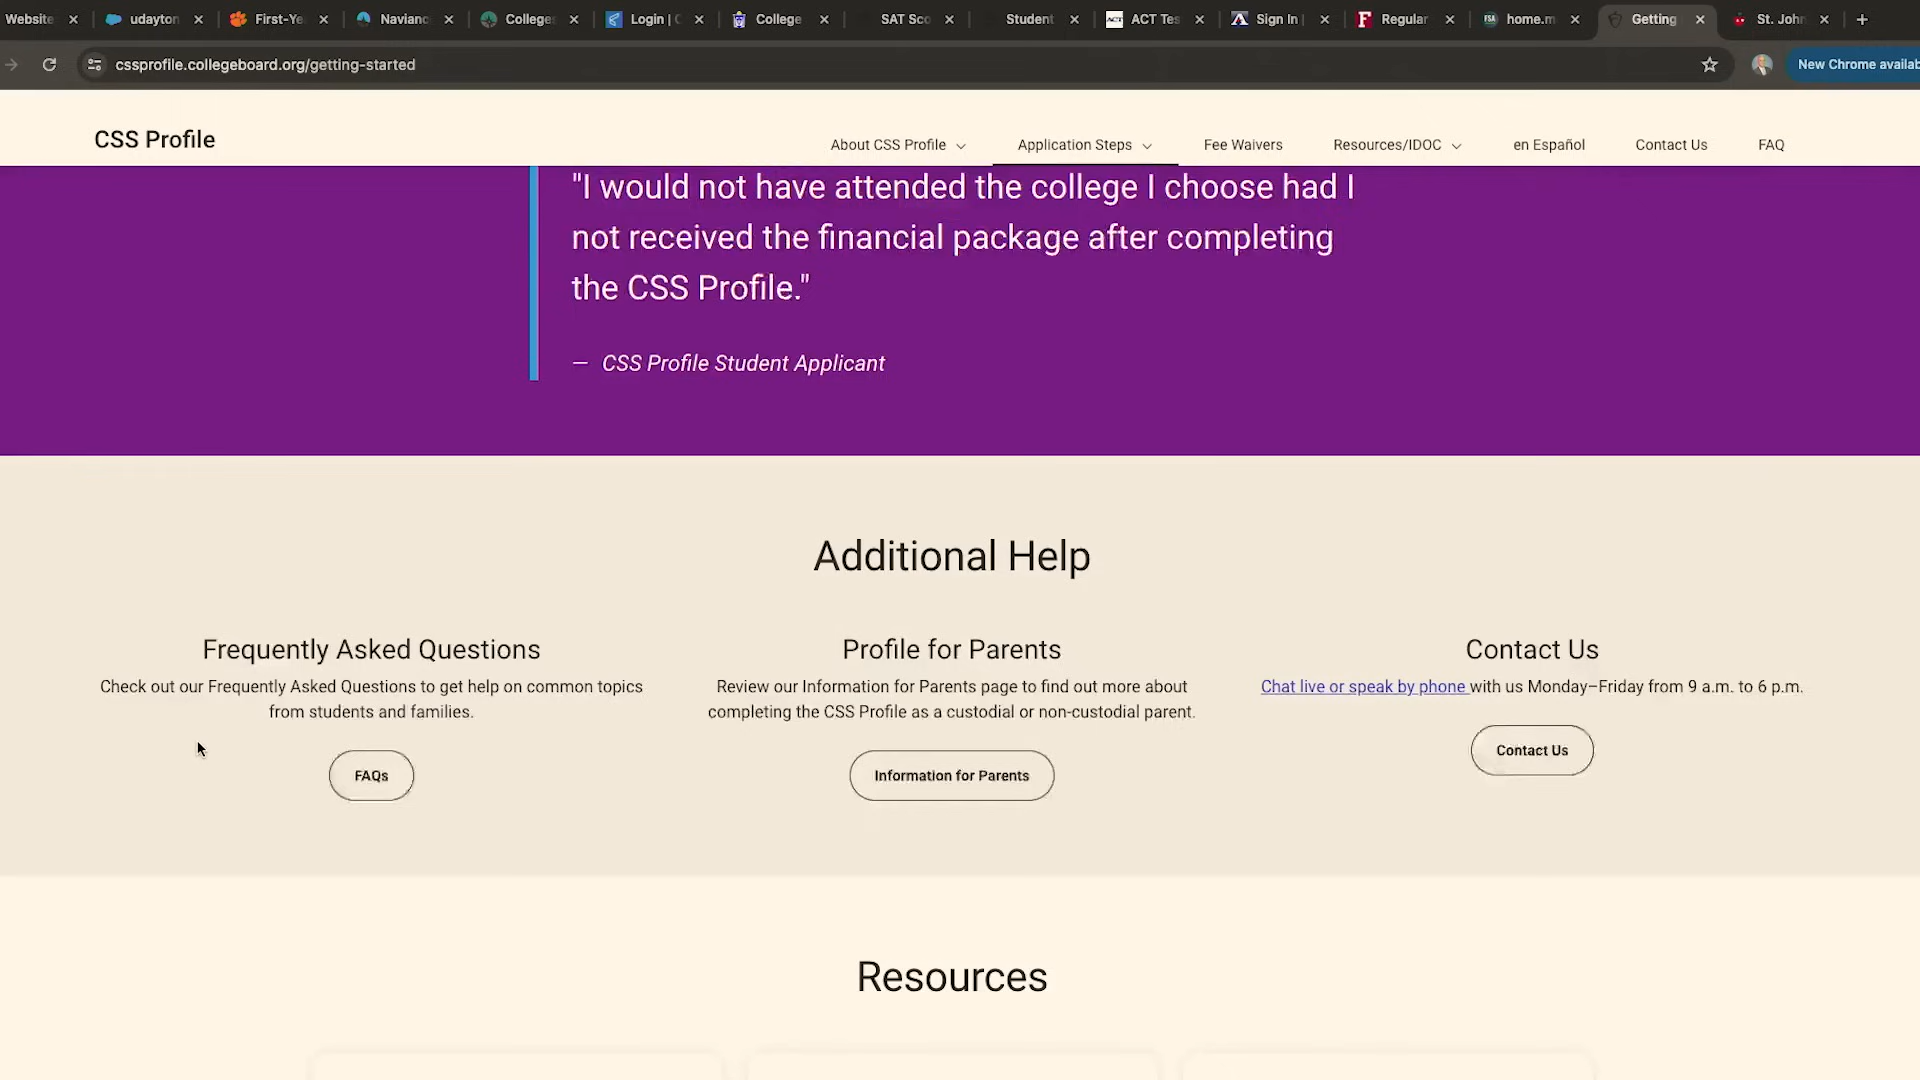 Website
udayton
First-Ye
Navianc
College
Login | C
College
SAT Sco
Student
ACT Tes
Sign In |
Regular
home.m
Getting
St. John
cssprofile.collegeboard.org/getting-started
New Chrome availab
CSS Profile
About CSS Profile
Application Steps
Fee Waivers
Resources/IDOC
en Español
Contact Us
FAQ
"I would not have attended the college I choose had I
not received the financial package after completing
the CSS Profile."
— CSS Profile Student Applicant
Additional Help
Frequently Asked Questions
Check out our Frequently Asked Questions to get help on common topics
from students and families.
FAQs
Profile for Parents
Review our Information for Parents page to find out more about
completing the CSS Profile as a custodial or non-custodial parent.
Information for Parents
Contact Us
Chat live or speak by phone with us Monday–Friday from 9 a.m. to 6 p.m.
Contact Us
Resources